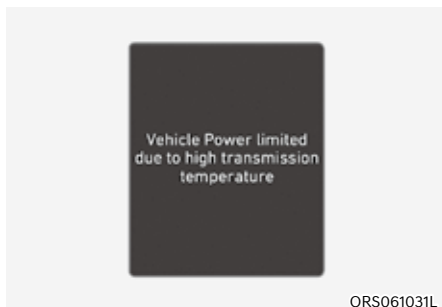 Vehicle Power limited
due to high transmission
temperature
ORS061031L